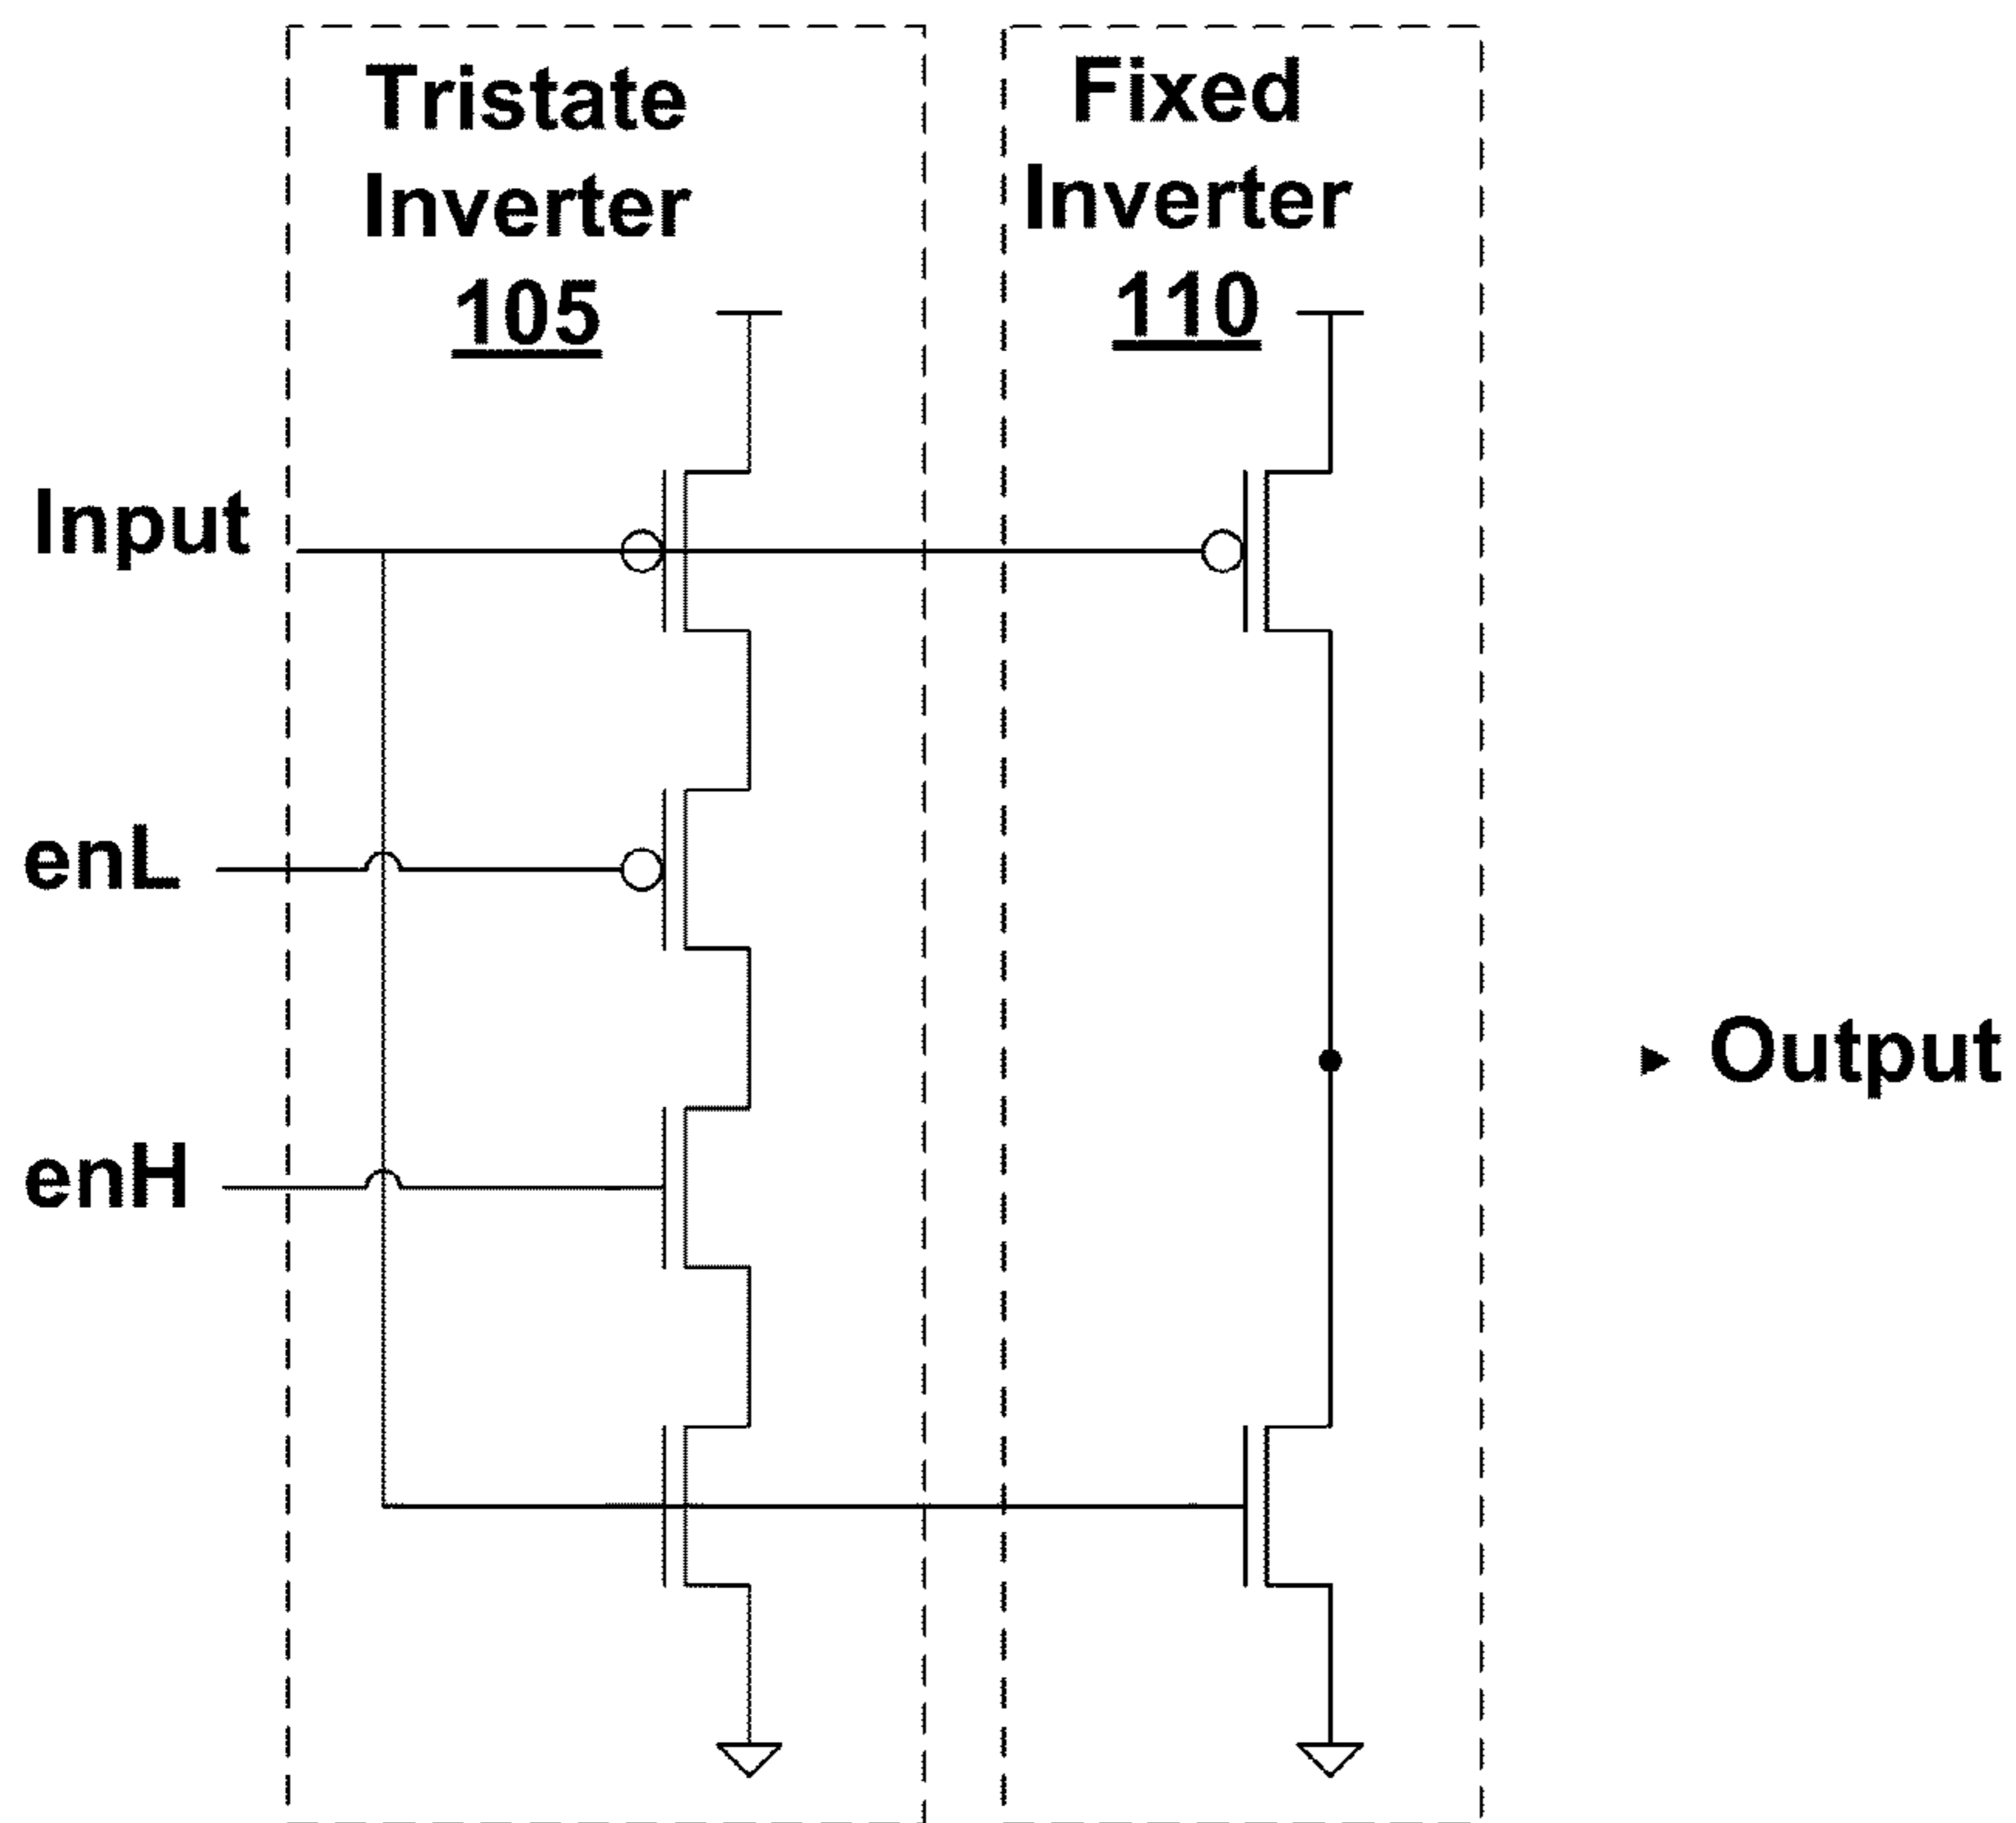 Tristate
Inverter
105
Fixed
Inverter
110
Input
enL
enH
Output